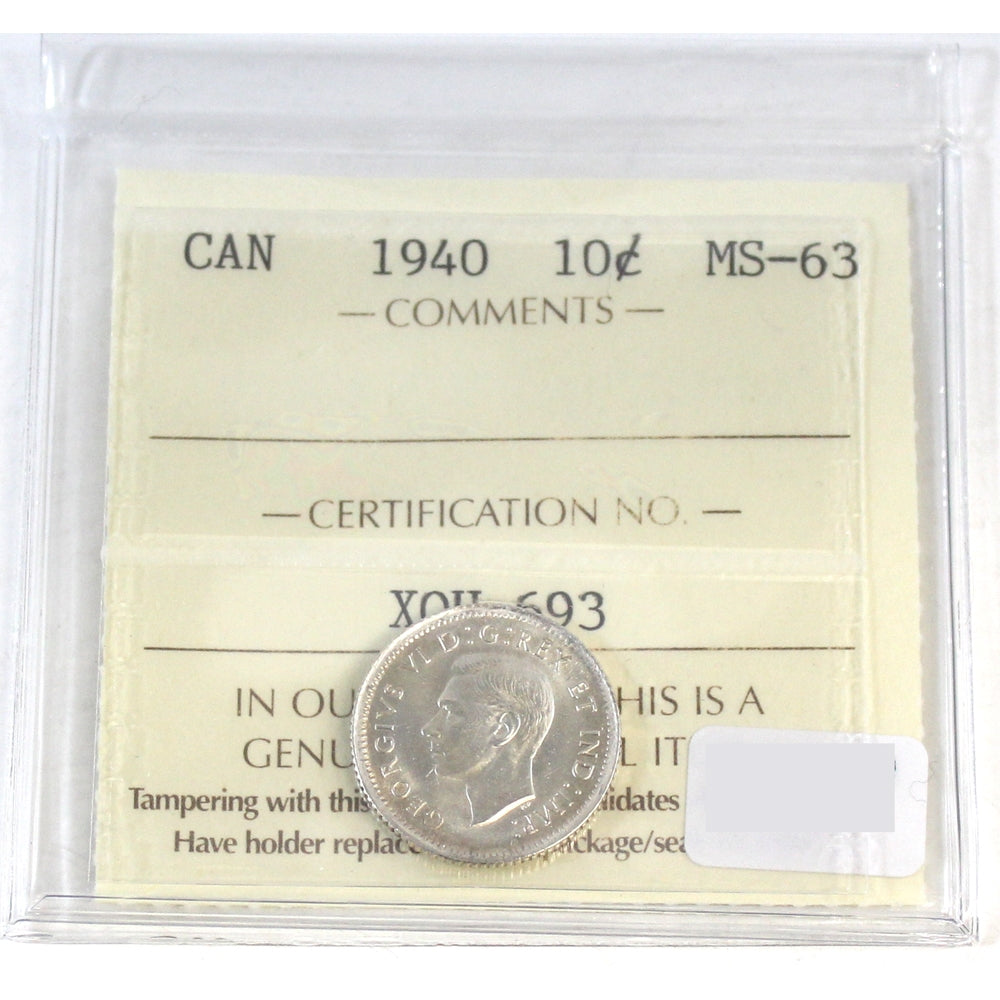 CAN 1940 10¢ MS-63
— COMMENTS —
— CERTIFICATION NO. —
693
IN OU HIS IS A
GENU L IT
Tampering with this idates
Have holder replac ckage/sea
GEORGIVS VI D:G:REX ET IND:IMP: